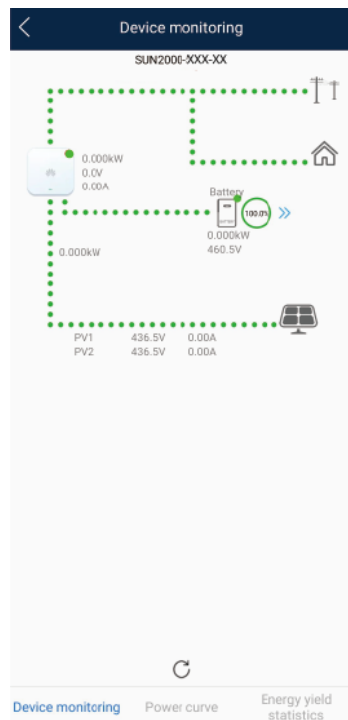 Device monitoring
SUN2000-XXX-XX
0.000kW
0.0V
0.00A
Battery
100.0%
0.000kW
460.5V
0.000kW
PV1 436.5V 0.00A
PV2 436.5V 0.00A
Device monitoring Power curve Energy yield statistics